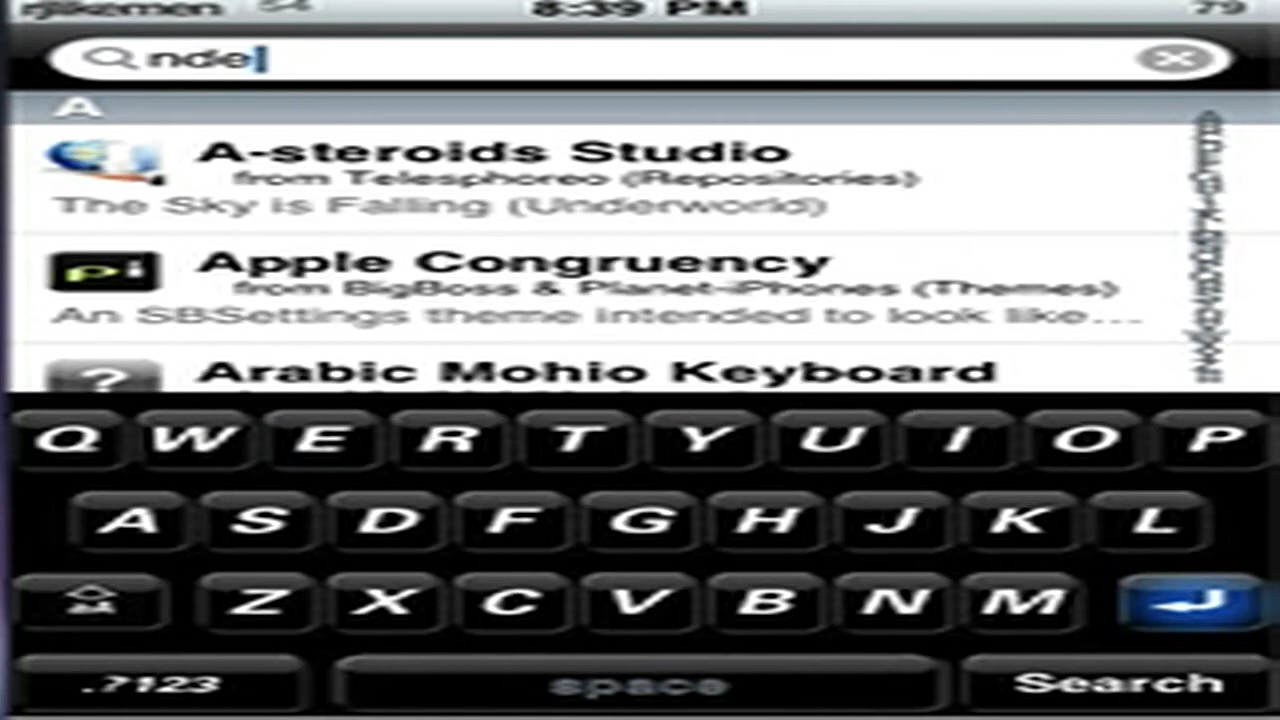 rjlikemen 8:39 PM 79
nde
A
A-steroids Studio
from Telesphoreo (Repositories)
The Sky is Falling (Underworld)
Apple Congruency
from BigBoss & Planet-iPhones (Themes)
An SBSettings theme intended to look like...
?
Arabic Mohio Keyboard
Q W E R T Y U I O P
A S D F G H J K L
Z X C V B N M
.?123 space Search